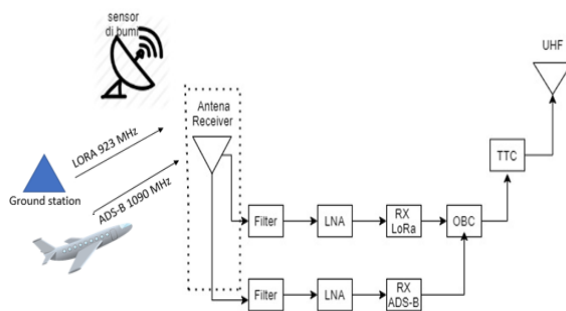 sensor
di bumi
UHF
Antena
Receiver
LORA 923 MHz
TTC
ADS-B 1090 MHz
Ground station
Filter
LNA
RX
LoRa
OBC
Filter
LNA
RX
ADS-B